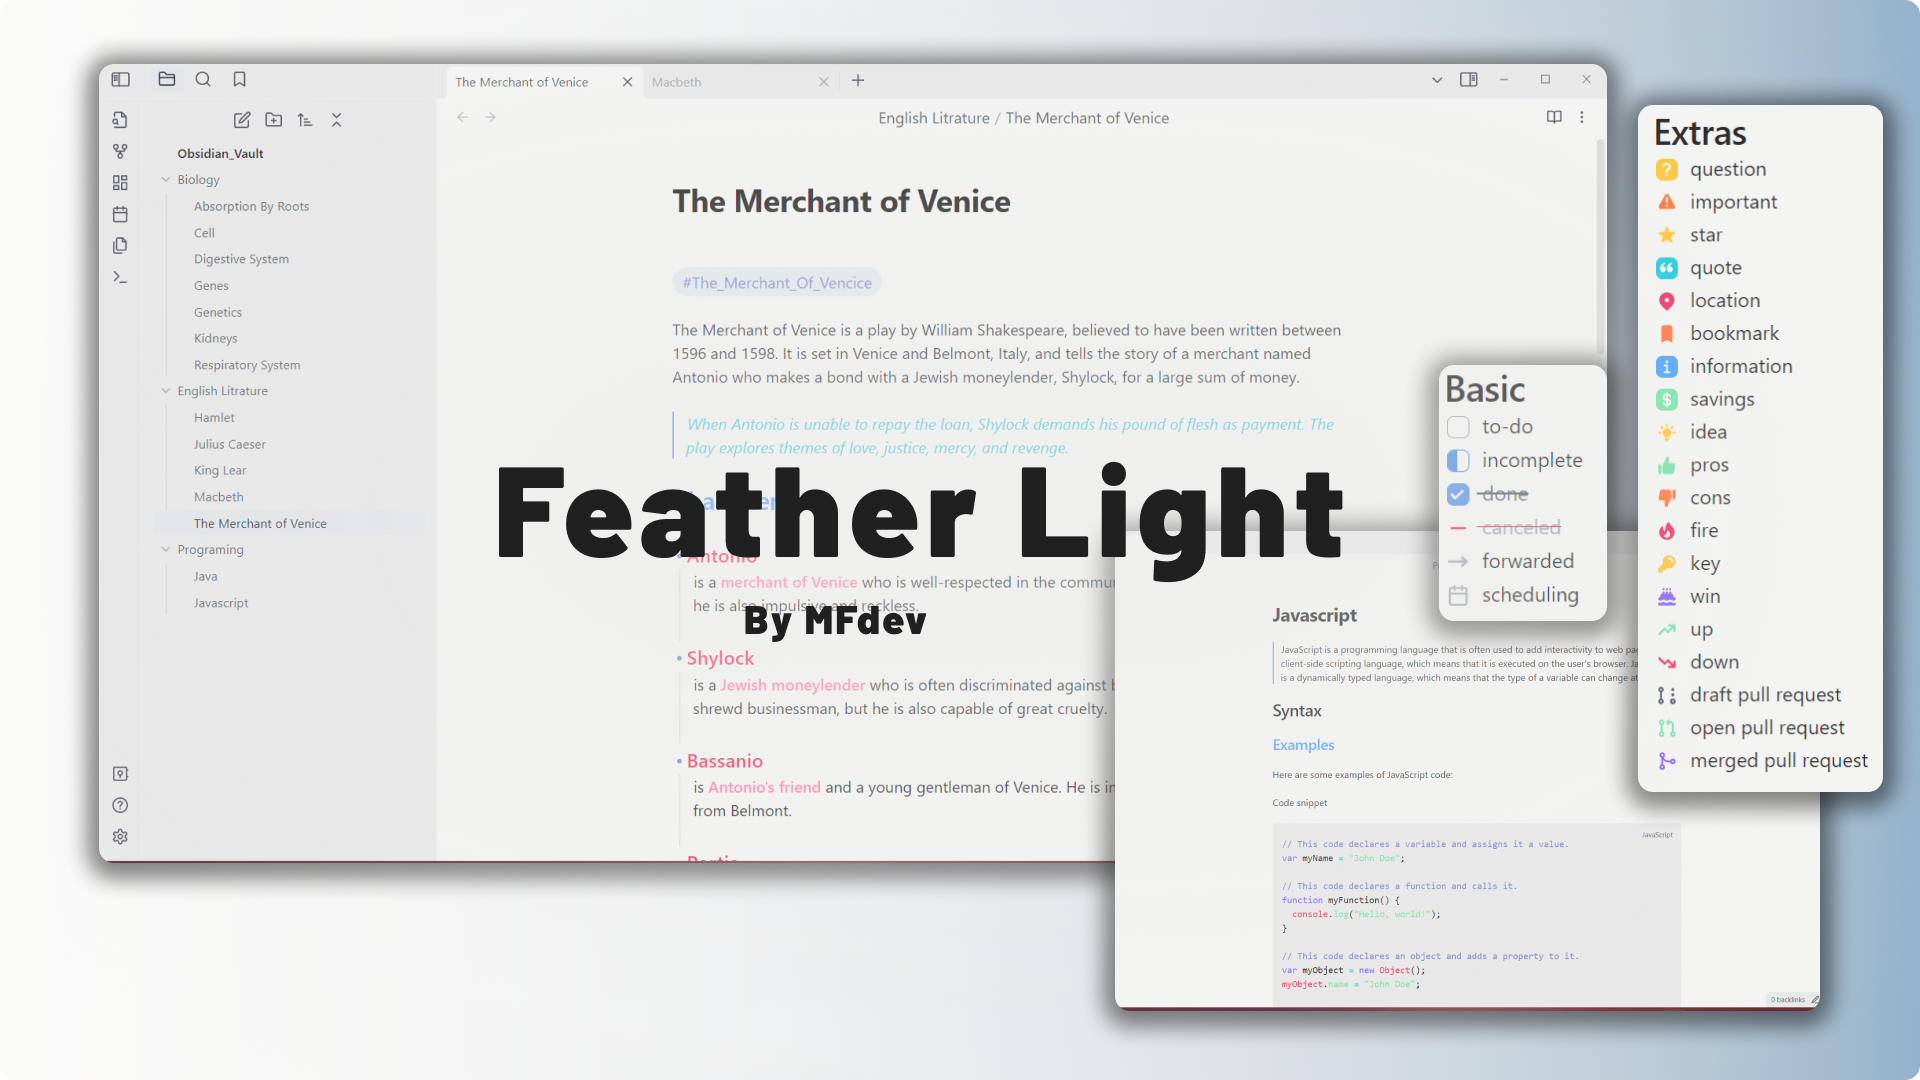 The Merchant of Venice
Macbeth
English Litrature / The Merchant of Venice
Obsidian_Vault
Biology
Absorption By Roots
Cell
Digestive System
Genes
Genetics
Kidneys
Respiratory System
English Litrature
Hamlet
Julius Caeser
King Lear
Macbeth
The Merchant of Venice
Programing
Java
Javascript
The Merchant of Venice
#The_Merchant_Of_Vencice
The Merchant of Venice is a play by William Shakespeare, believed to have been written between
1596 and 1598. It is set in Venice and Belmont, Italy, and tells the story of a merchant named
Antonio who makes a bond with a Jewish moneylender, Shylock, for a large sum of money.
When Antonio is unable to repay the loan, Shylock demands his pound of flesh as payment. The
play explores themes of love, justice, mercy, and revenge.
Feather Light
By MFdev
Antonio
is a merchant of Venice who is well-respected in the commu
he is also impulsive and reckless.
Shylock
is a Jewish moneylender who is often discriminated against
shrewd businessman, but he is also capable of great cruelty.
Bassanio
is Antonio's friend and a young gentleman of Venice. He is in
from Belmont.
Basic
to-do
incomplete
done
canceled
forwarded
scheduling
Javascript
JavaScript is a programming language that is often used to add interactivity to web pag
client-side scripting language, which means that it is executed on the user's browser. Ja
is a dynamically typed language, which means that the type of a variable can change at
Syntax
Examples
Here are some examples of JavaScript code:
Code snippet
JavaScript
// This code declares a variable and assigns it a value.
var myName = "John Doe";
// This code declares a function and calls it.
function myFunction() {
console.log("Hello, world!");
}
// This code declares an object and adds a property to it.
var myObject = new Object();
myObject.name = "John Doe";
0 backlinks
Extras
question
important
star
quote
location
bookmark
information
savings
idea
pros
cons
fire
key
win
up
down
draft pull request
open pull request
merged pull request